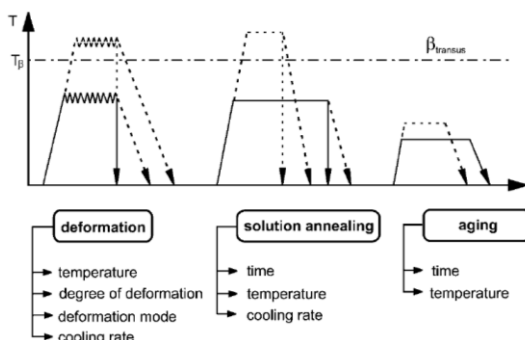 T
βtransus
Tβ
deformation
temperature
degree of deformation
deformation mode
cooling rate
solution annealing
time
temperature
cooling rate
aging
time
temperature